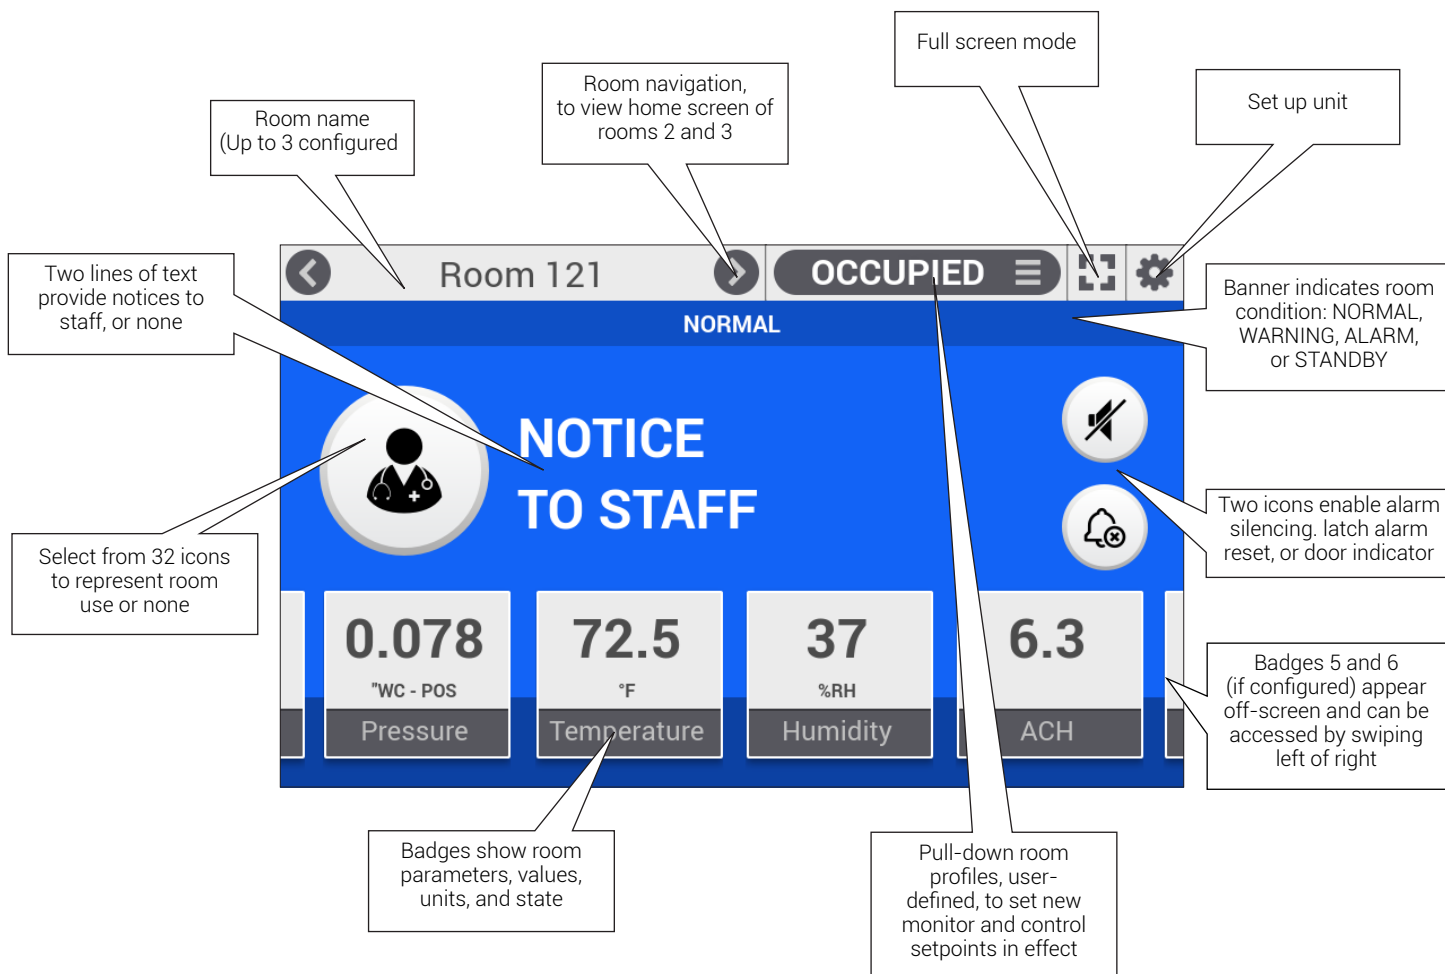 Full screen mode
Room navigation,
to view home screen of
rooms 2 and 3
Set up unit
Room name
(Up to 3 configured
Room 121
OCCUPIED
Two lines of text
provide notices to
staff, or none
Banner indicates room
condition: NORMAL,
WARNING, ALARM,
or STANDBY
NORMAL
NOTICE
TO STAFF
Two icons enable alarm
silencing. latch alarm
reset, or door indicator
Select from 32 icons
to represent room
use or none
0.078
"WC - POS
Pressure
72.5
°F
Temperature
37
%RH
Humidity
6.3
ACH
Badges 5 and 6
(if configured) appear
off-screen and can be
accessed by swiping
left of right
Badges show room
parameters, values,
units, and state
Pull-down room
profiles, user-
defined, to set new
monitor and control
setpoints in effect